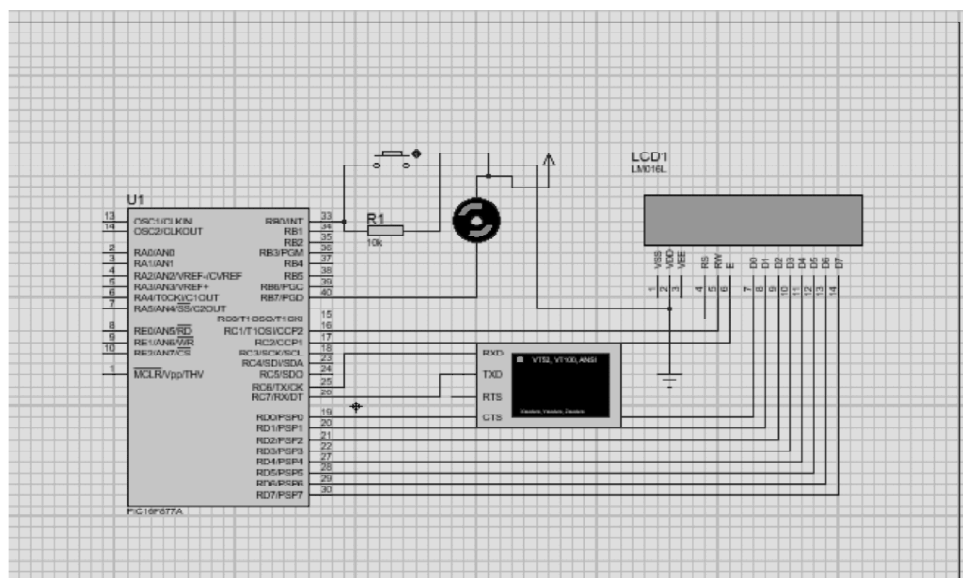 LCD1
LM016L
U1
R1
10k
13 OSC1/CLKIN
14 OSC2/CLKOUT
2 RA0/AN0
3 RA1/AN1
4 RA2/AN2/VREF-/CVREF
5 RA3/AN3/VREF+
6 RA4/T0CKI/C1OUT
7 RA5/AN4/SS/C2OUT
8 RE0/AN5/RD
9 RE1/AN6/WR
10 RE2/AN7/CS
1 MCLR/Vpp/THV
RB0/INT 33
RB1 34
RB2 35
RB3/PGM 36
RB4 37
RB5 38
RB6/PGC 39
RB7/PGD 40
RC0/T1OSO/T1CKI 15
RC1/T1OSI/CCP2 16
RC2/CCP1 17
RC3/SCK/SCL 18
RC4/SDI/SDA 23
RC5/SDO 24
RC6/TX/CK 25
RC7/RX/DT 26
RD0/PSP0 19
RD1/PSP1 20
RD2/PSP2 21
RD3/PSP3 22
RD4/PSP4 27
RD5/PSP5 28
RD6/PSP6 29
RD7/PSP7 30
PIC16F877A
VSS VDD VEE RS RW E D0 D1 D2 D3 D4 D5 D6 D7
1 2 3 4 5 6 7 8 9 10 11 12 13 14
RXD
TXD
RTS
CTS
VT52, VT100, ANSI